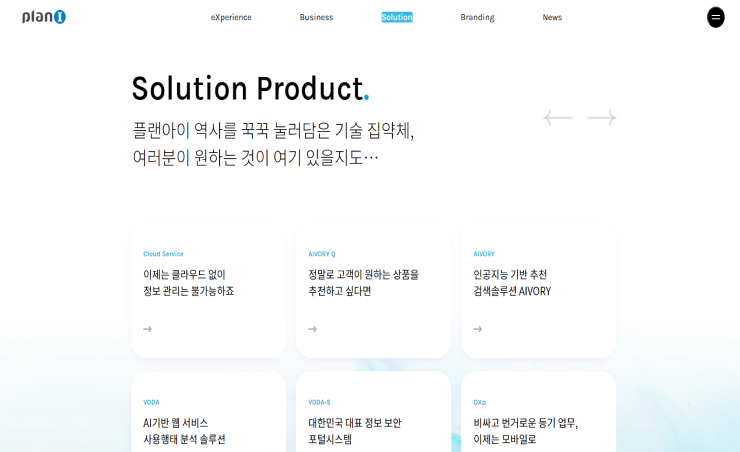 planI
eXperience
Business
Solution
Branding
News
Solution Product.
플랜아이 역사를 꾹꾹 눌러담은 기술 집약체,
여러분이 원하는 것이 여기 있을지도…
Cloud Service
이제는 클라우드 없이
정보 관리는 불가능하죠
AIVORY Q
정말로 고객이 원하는 상품을
추천하고 싶다면
AIVORY
인공지능 기반 추천
검색솔루션 AIVORY
VODA
AI기반 웹 서비스
사용행태 분석 솔루션
VODA-S
대한민국 대표 정보 보안
포털시스템
DXp
비싸고 번거로운 등기 업무,
이제는 모바일로